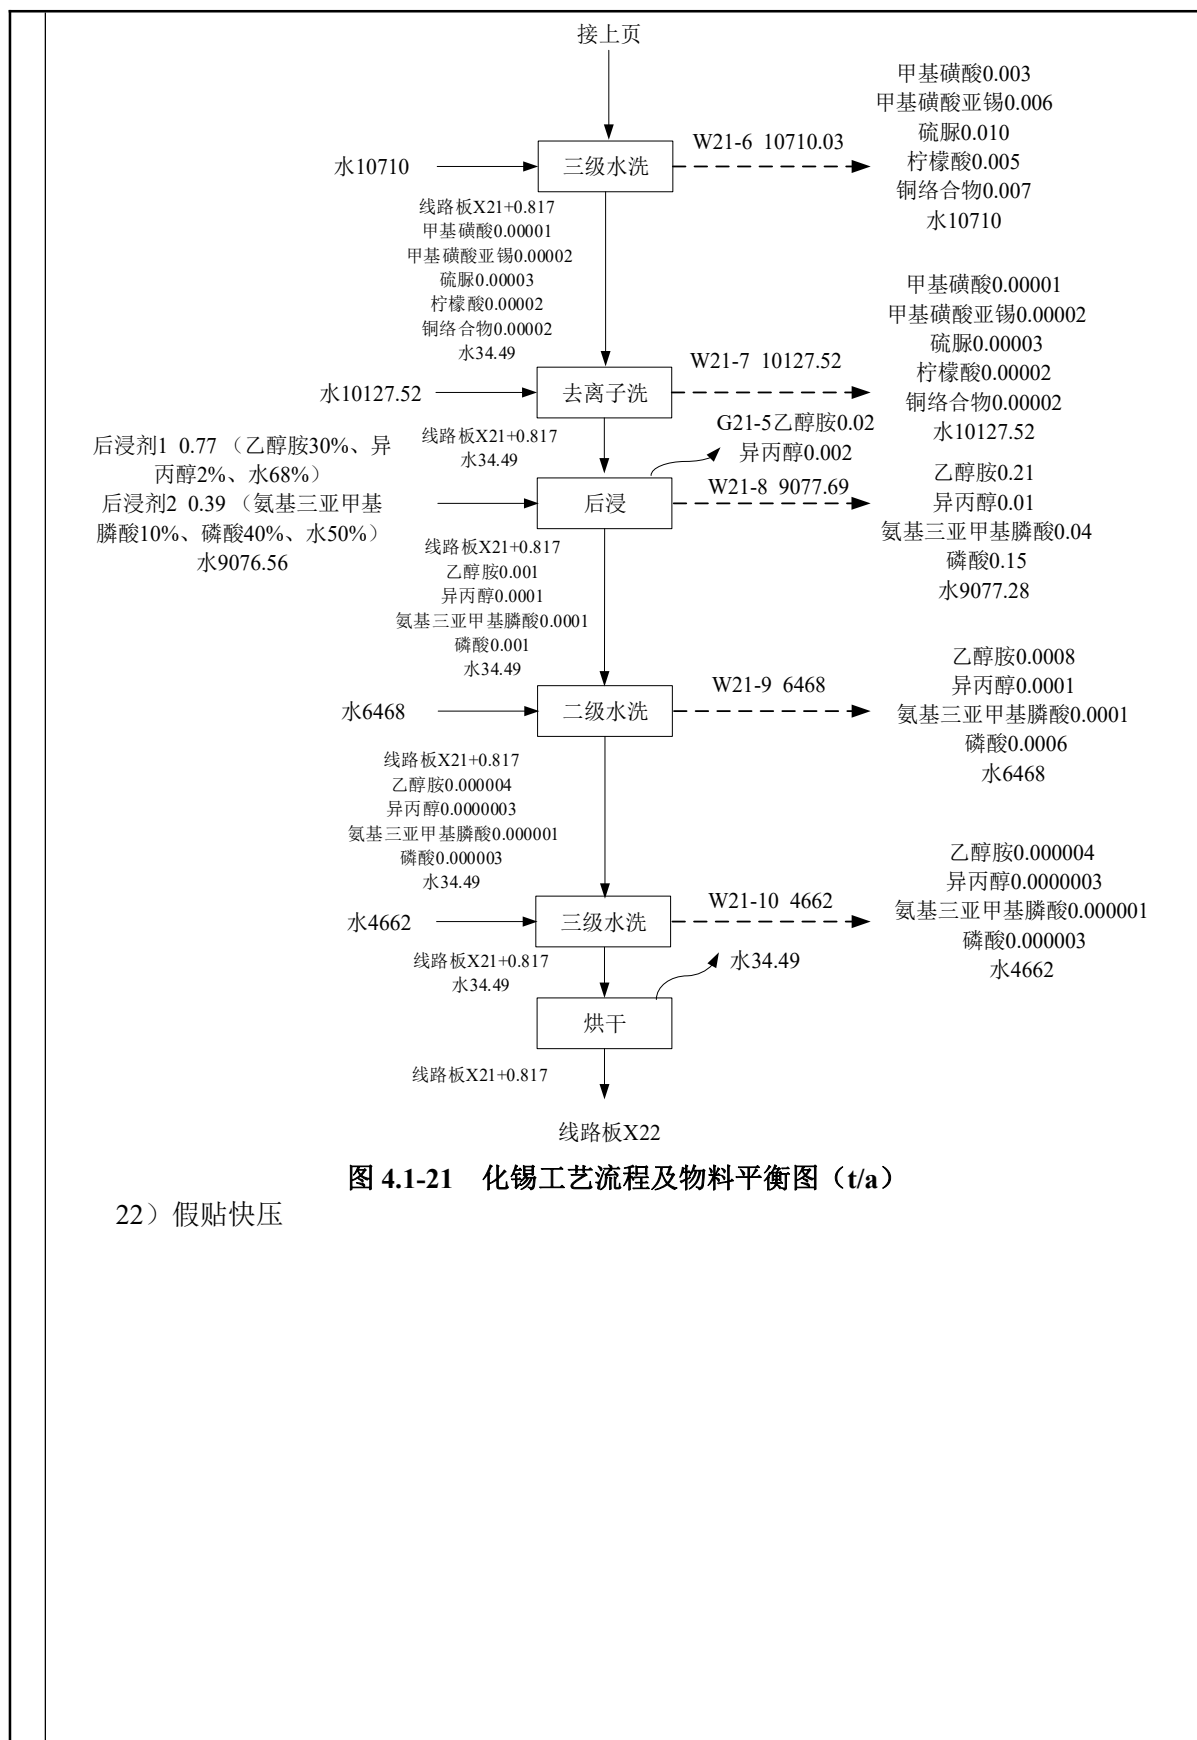 接上页
甲基磺酸0.003
甲基磺酸亚锡0.006
硫脲0.010
柠檬酸0.005
铜络合物0.007
水10710
W21-6 10710.03
水10710
三级水洗
线路板X21+0.817
甲基磺酸0.00001
甲基磺酸亚锡0.00002
硫脲0.00003
柠檬酸0.00002
铜络合物0.00002
水34.49
甲基磺酸0.00001
甲基磺酸亚锡0.00002
硫脲0.00003
柠檬酸0.00002
铜络合物0.00002
水10127.52
W21-7 10127.52
水10127.52
去离子洗
线路板X21+0.817
水34.49
G21-5乙醇胺0.02
异丙醇0.002
后浸剂1 0.77 （乙醇胺30%、异
丙醇2%、水68%）
后浸剂2 0.39 （氨基三亚甲基
膦酸10%、磷酸40%、水50%）
水9076.56
后浸
W21-8 9077.69
乙醇胺0.21
异丙醇0.01
氨基三亚甲基膦酸0.04
磷酸0.15
水9077.28
线路板X21+0.817
乙醇胺0.001
异丙醇0.0001
氨基三亚甲基膦酸0.0001
磷酸0.001
水34.49
水6468
二级水洗
W21-9 6468
乙醇胺0.0008
异丙醇0.0001
氨基三亚甲基膦酸0.0001
磷酸0.0006
水6468
线路板X21+0.817
乙醇胺0.000004
异丙醇0.0000003
氨基三亚甲基膦酸0.000001
磷酸0.000003
水34.49
水4662
三级水洗
W21-10 4662
乙醇胺0.000004
异丙醇0.0000003
氨基三亚甲基膦酸0.000001
磷酸0.000003
水4662
线路板X21+0.817
水34.49
水34.49
烘干
线路板X21+0.817
线路板X22
图 4.1-21 化锡工艺流程及物料平衡图（t/a）
22）假贴快压